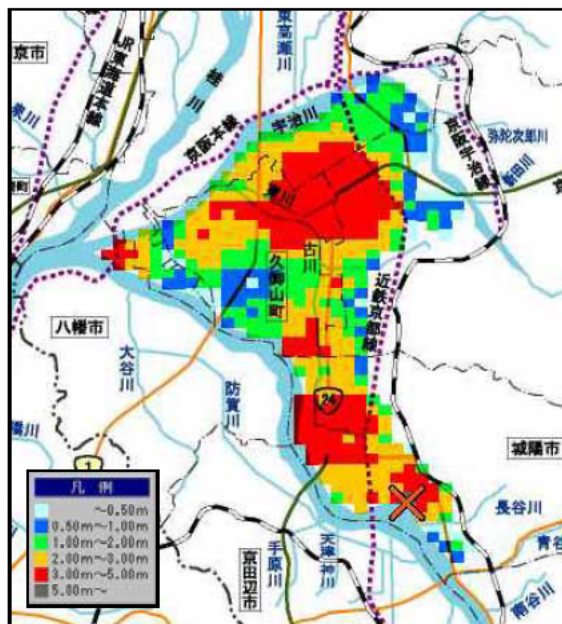 東高瀬川
京市
JR東海道本線
桂川
宇治川
京阪本線
京阪宇治線
弥陀次郎川
新田川
古川
久御山町
近鉄京都線
八幡市
大谷川
防賀川
24
城陽市
1
長谷川
青谷
南谷川
京田辺市
手原川
天津神川
凡例
～0.50m
0.50m～1.00m
1.00m～2.00m
2.00m～3.00m
3.00m～5.00m
5.00m～